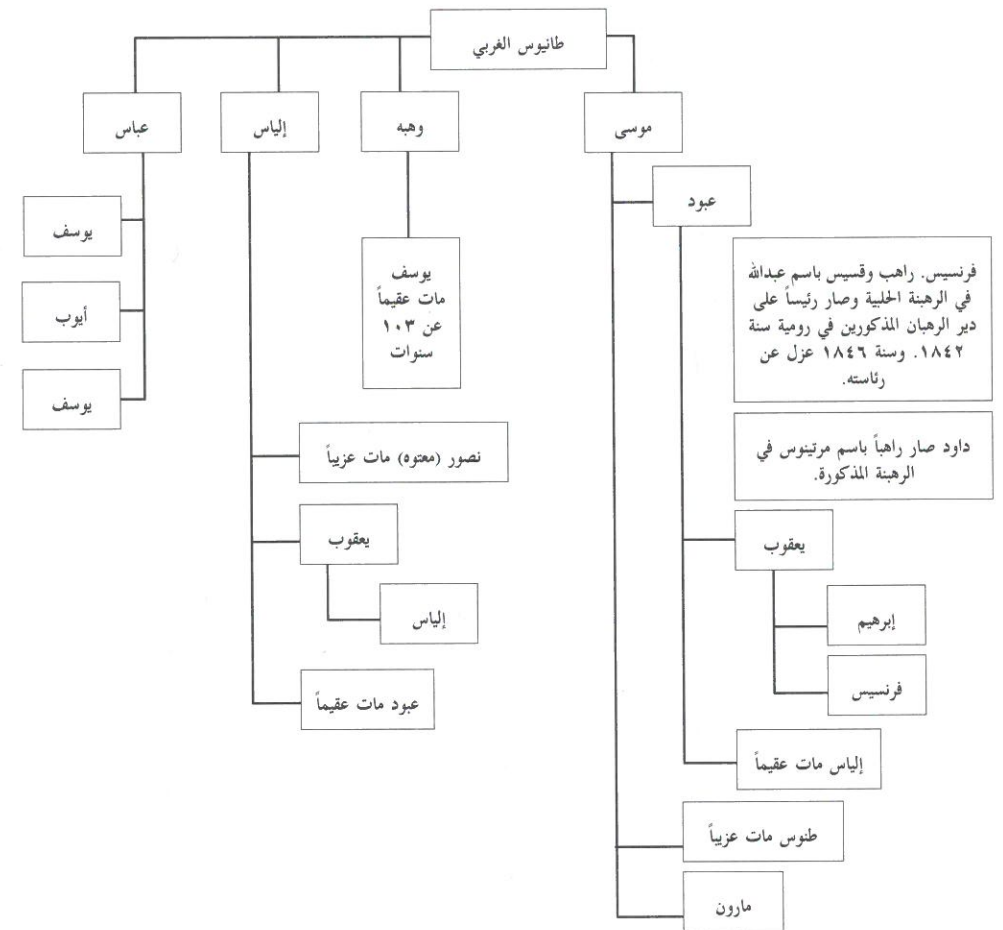 طانيوس الغربي
موسى
وهبه
إلياس
عباس
عبود
فرنسيس. راهب وقسيس باسم عبدالله
في الرهبنة الحلبية وصار رئيساً على
دير الرهبان المذكورين في رومية سنة
١٨٤٢. وسنة ١٨٤٦ عزل عن
رئاسته.
داود صار راهباً باسم مرتينوس في
الرهبنة المذكورة.
يعقوب
إبرهيم
فرنسيس
إلياس مات عقيماً
طنوس مات عزيباً
مارون
يوسف
مات عقيماً
عن ١٠٣
سنوات
نصور (معتوه) مات عزيباً
يعقوب
إلياس
عبود مات عقيماً
يوسف
أيوب
يوسف